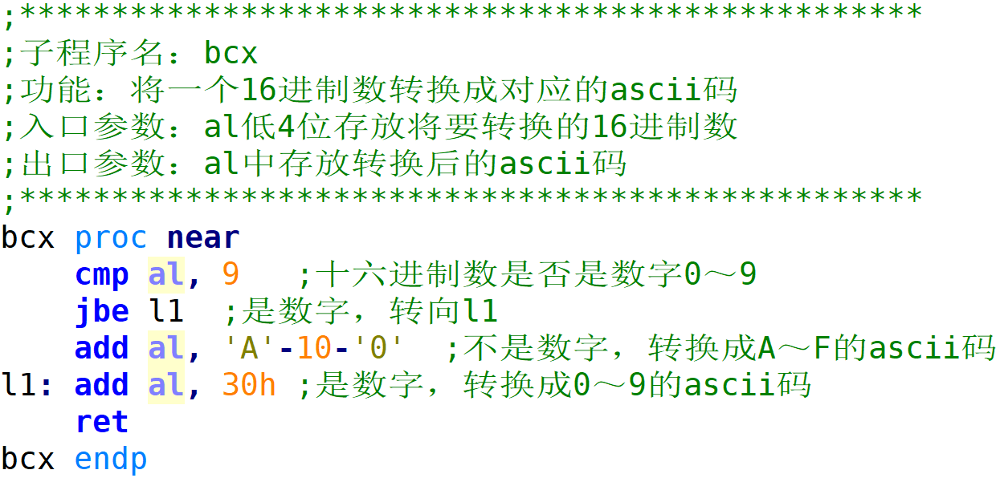 ;*************************************************
;子程序名：bcx
;功能：将一个16进制数转换成对应的ascii码
;入口参数：al低4位存放将要转换的16进制数
;出口参数：al中存放转换后的ascii码
;*************************************************
bcx proc near
    cmp al, 9   ;十六进制数是否是数字0～9
    jbe l1  ;是数字，转向l1
    add al, 'A'-10-'0'  ;不是数字，转换成A～F的ascii码
l1: add al, 30h ;是数字，转换成0～9的ascii码
    ret
bcx endp